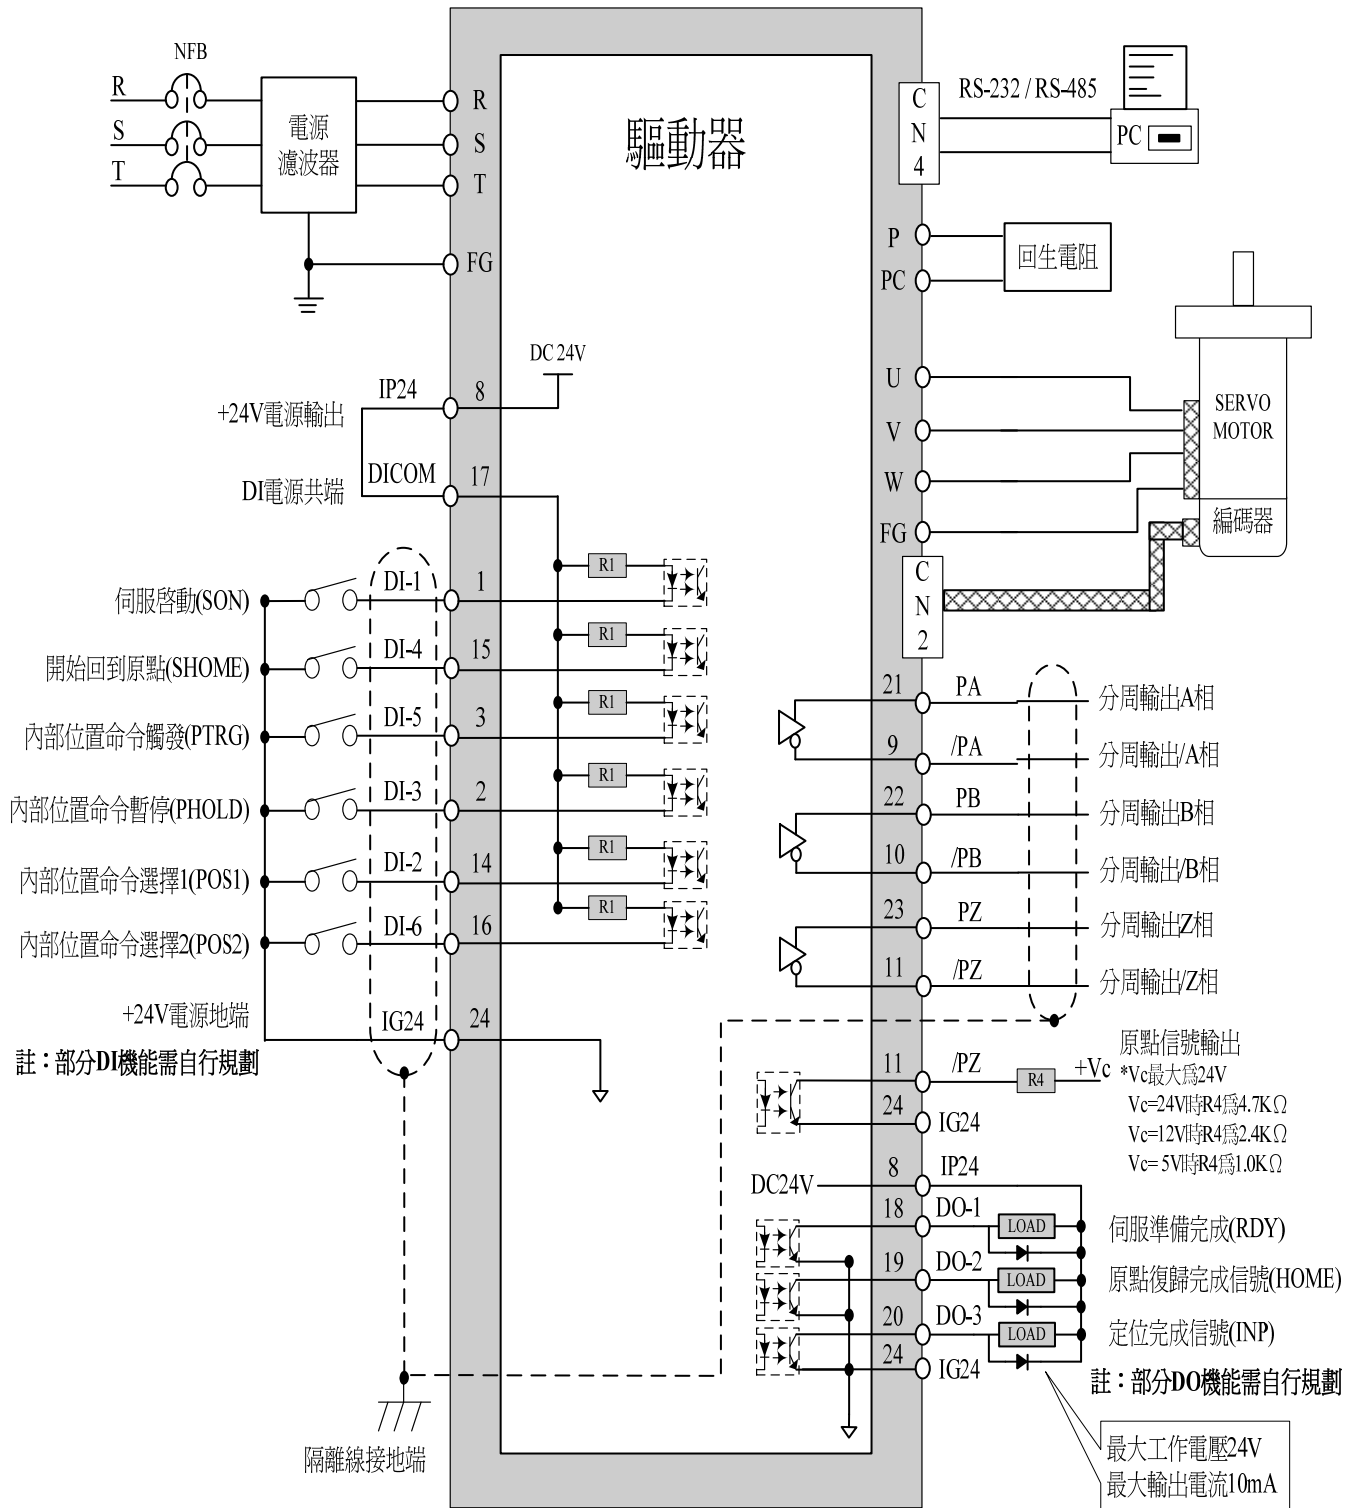 NFB
R
S
T
電源
濾波器
R
S
T
FG
驅動器
C
N
4
RS-232 / RS-485
PC
P
PC
回生電阻
U
V
W
FG
SERVO
MOTOR
編碼器
C
N
2
DC 24V
+24V電源輸出
IP24
8
DI電源共端
DICOM
17
伺服啓動(SON)
DI-1
1
R1
開始回到原點(SHOME)
DI-4
15
R1
內部位置命令觸發(PTRG)
DI-5
3
R1
內部位置命令暫停(PHOLD)
DI-3
2
R1
內部位置命令選擇1(POS1)
DI-2
14
R1
內部位置命令選擇2(POS2)
DI-6
16
R1
+24V電源地端
IG24
24
註：部分DI機能需自行規劃
21
PA
分周輸出A相
9
/PA
分周輸出/A相
22
PB
分周輸出B相
10
/PB
分周輸出/B相
23
PZ
分周輸出Z相
11
/PZ
分周輸出/Z相
11
/PZ
R4
+Vc
原點信號輸出
*Vc最大爲24V
Vc=24V時R4爲4.7KΩ
Vc=12V時R4爲2.4KΩ
Vc= 5V時R4爲1.0KΩ
24
IG24
DC24V
8
IP24
18
DO-1
LOAD
伺服準備完成(RDY)
19
DO-2
LOAD
原點復歸完成信號(HOME)
20
DO-3
LOAD
定位完成信號(INP)
24
IG24
註：部分DO機能需自行規劃
最大工作電壓24V
最大輸出電流10mA
隔離線接地端